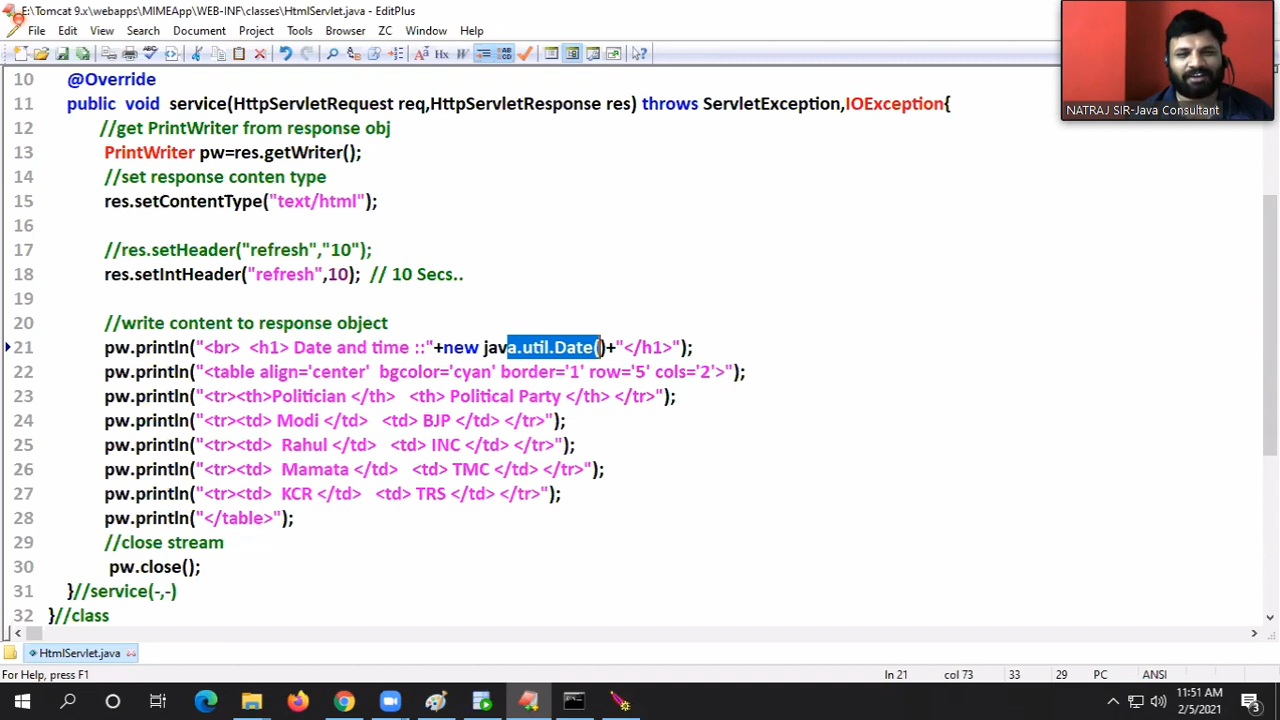 E:\Tomcat 9.x\webapps\MIMEApp\WEB-INF\classes\HtmlServlet.java - EditPlus
File Edit View Search Document Project Tools Browser ZC Window Help
NATRAJ SIR-Java Consultant
10 @Override
11 public void service(HttpServletRequest req,HttpServletResponse res) throws ServletException,IOException{
12 //get PrintWriter from response obj
13 PrintWriter pw=res.getWriter();
14 //set response conten type
15 res.setContentType("text/html");
16
17 //res.setHeader("refresh","10");
18 res.setIntHeader("refresh",10); // 10 Secs..
19
20 //write content to response object
21 pw.println("<br> <h1> Date and time ::"+new java.util.Date()+"</h1>");
22 pw.println("<table align='center' bgcolor='cyan' border='1' row='5' cols='2'>");
23 pw.println("<tr><th>Politician </th> <th> Political Party </th> </tr>");
24 pw.println("<tr><td> Modi </td> <td> BJP </td> </tr>");
25 pw.println("<tr><td> Rahul </td> <td> INC </td> </tr>");
26 pw.println("<tr><td> Mamata </td> <td> TMC </td> </tr>");
27 pw.println("<tr><td> KCR </td> <td> TRS </td> </tr>");
28 pw.println("</table>");
29 //close stream
30 pw.close();
31 }//service(-,-)
32 }//class
HtmlServlet.java
For Help, press F1 ln 21 col 73 33 29 PC ANSI
11:51 AM
2/5/2021
3